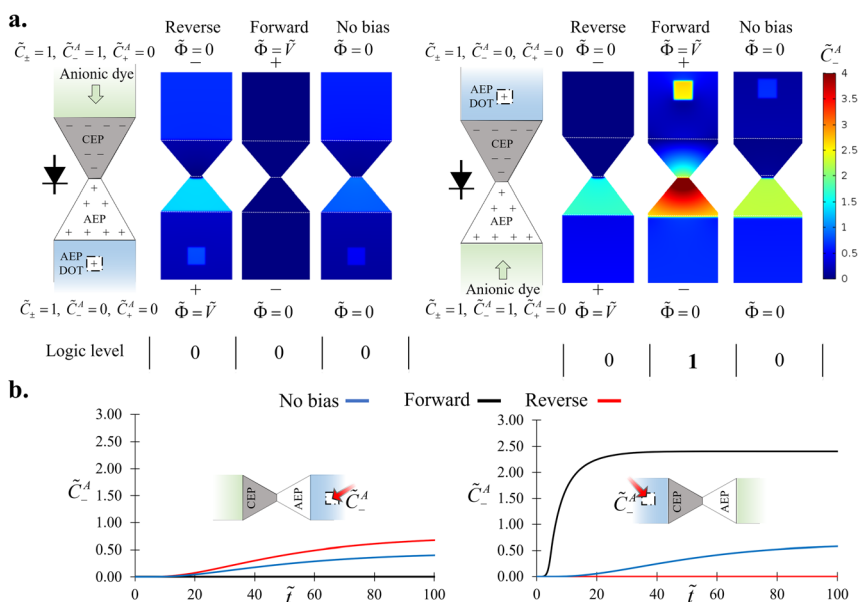 a.
Reverse Forward No bias
C̃± = 1, C̃₋ᴬ = 1, C̃₊ᴬ = 0 Φ̃ = 0 Φ̃ = Ṽ Φ̃ = 0
− +
Anionic dye
− − − −
CEP
− −
−
+
+ +
AEP
+ + + +
AEP
DOT
+
+ −
C̃± = 1, C̃₋ᴬ = 0, C̃₊ᴬ = 0 Φ̃ = Ṽ Φ̃ = 0 Φ̃ = 0
Reverse Forward No bias
C̃± = 1, C̃₋ᴬ = 0, C̃₊ᴬ = 0 Φ̃ = 0 Φ̃ = Ṽ Φ̃ = 0
− +
AEP
DOT
+
− − − −
CEP
− −
−
+
+ +
AEP
+ + + +
Anionic dye
+ −
C̃± = 1, C̃₋ᴬ = 1, C̃₊ᴬ = 0 Φ̃ = Ṽ Φ̃ = 0 Φ̃ = 0
C̃₋ᴬ
4
3.5
3
2.5
2
1.5
1
0.5
0
Logic level | 0 | 0 | 0 | | 0 | 1 | 0 |
b.
No bias Forward Reverse
3.00
2.50
2.00
1.50
1.00
0.50
0.00
C̃₋ᴬ
CEP
AEP
C̃₋ᴬ
0 20 40 60 80 100
t̃
3.00
2.50
2.00
1.50
1.00
0.50
0.00
C̃₋ᴬ
C̃₋ᴬ
CEP
AEP
0 20 40 60 80 100
t̃